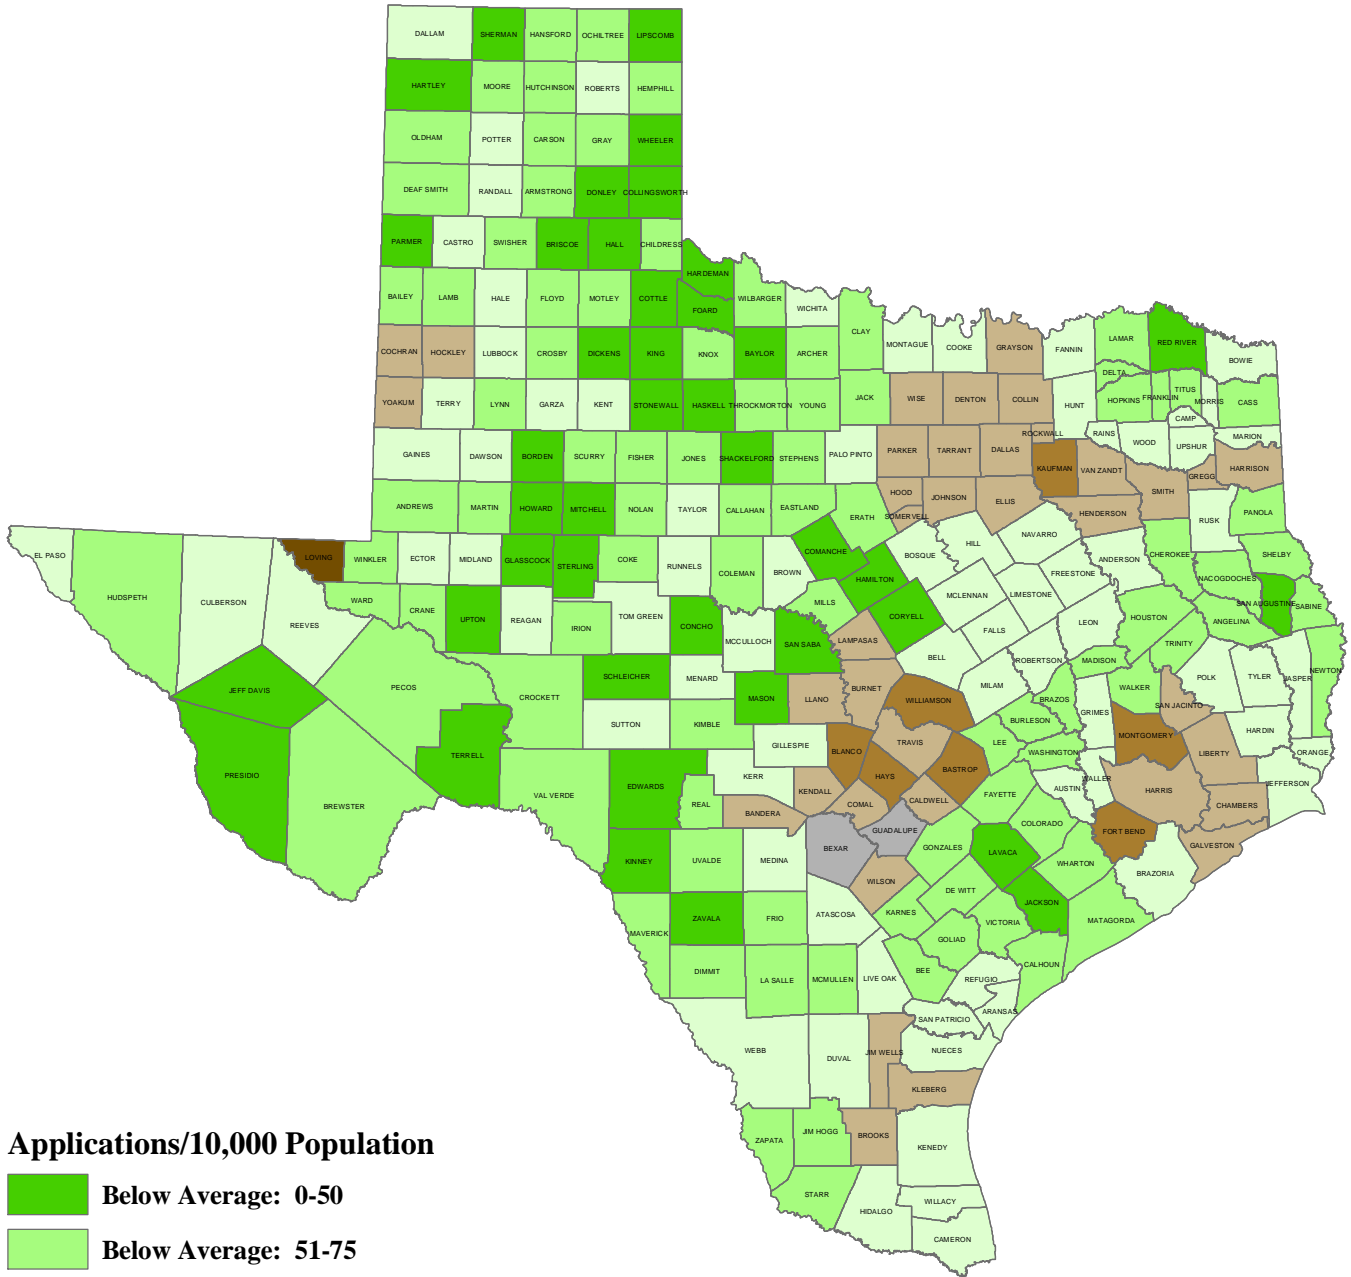 DALLAM SHERMAN HANSFORD OCHILTREE LIPSCOMB
HARTLEY MOORE HUTCHINSON ROBERTS HEMPHILL
OLDHAM POTTER CARSON GRAY WHEELER
DEAF SMITH RANDALL ARMSTRONG DONLEY COLLINGSWORTH
PARMER CASTRO SWISHER BRISCOE HALL CHILDRESS
HARDEMAN
BAILEY LAMB HALE FLOYD MOTLEY COTTLE FOARD WILBARGER WICHITA
CLAY MONTAGUE COOKE GRAYSON FANNIN LAMAR RED RIVER BOWIE
COCHRAN HOCKLEY LUBBOCK CROSBY DICKENS KING KNOX BAYLOR ARCHER
DELTA
YOAKUM TERRY LYNN GARZA KENT STONEWALL HASKELL THROCKMORTON YOUNG JACK WISE DENTON COLLIN HUNT HOPKINS FRANKLIN TITUS MORRIS CASS
CAMP
GAINES DAWSON BORDEN SCURRY FISHER JONES SHACKELFORD STEPHENS PALO PINTO PARKER TARRANT DALLAS ROCKWALL RAINS WOOD UPSHUR MARION
KAUFMAN VAN ZANDT SMITH GREGG HARRISON
ANDREWS MARTIN HOWARD MITCHELL NOLAN TAYLOR CALLAHAN EASTLAND ERATH HOOD SOMERVELL JOHNSON ELLIS HENDERSON RUSK PANOLA
EL PASO LOVING WINKLER ECTOR MIDLAND GLASSCOCK STERLING COKE RUNNELS COLEMAN BROWN COMANCHE BOSQUE HILL NAVARRO ANDERSON CHEROKEE SHELBY
HUDSPETH CULBERSON REEVES WARD CRANE UPTON REAGAN IRION TOM GREEN CONCHO MCCULLOCH MILLS HAMILTON MCLENNAN LIMESTONE FREESTONE NACOGDOCHES SAN AUGUSTINE SABINE
SAN SABA LAMPASAS CORYELL FALLS LEON HOUSTON ANGELINA TRINITY
JEFF DAVIS PECOS CROCKETT SCHLEICHER MENARD MASON LLANO BURNET BELL MILAM ROBERTSON MADISON POLK TYLER JASPER NEWTON
PRESIDIO BREWSTER TERRELL SUTTON KIMBLE GILLESPIE BLANCO WILLIAMSON TRAVIS LEE BURLESON BRAZOS GRIMES WALKER SAN JACINTO HARDIN
VAL VERDE EDWARDS REAL KERR KENDALL HAYS BASTROP WASHINGTON MONTGOMERY LIBERTY ORANGE
BANDERA COMAL CALDWELL FAYETTE AUSTIN WALLER HARRIS CHAMBERS JEFFERSON
KINNEY UVALDE MEDINA BEXAR GUADALUPE GONZALES LAVACA COLORADO FORT BEND GALVESTON
WILSON DE WITT WHARTON BRAZORIA
MAVERICK ZAVALA FRIO ATASCOSA KARNES GOLIAD VICTORIA JACKSON MATAGORDA
DIMMIT LA SALLE MCMULLEN LIVE OAK BEE REFUGIO CALHOUN
SAN PATRICIO ARANSAS
WEBB DUVAL JIM WELLS NUECES
KLEBERG
ZAPATA JIM HOGG BROOKS KENEDY
STARR HIDALGO WILLACY
CAMERON
Applications/10,000 Population
Below Average: 0-50
Below Average: 51-75